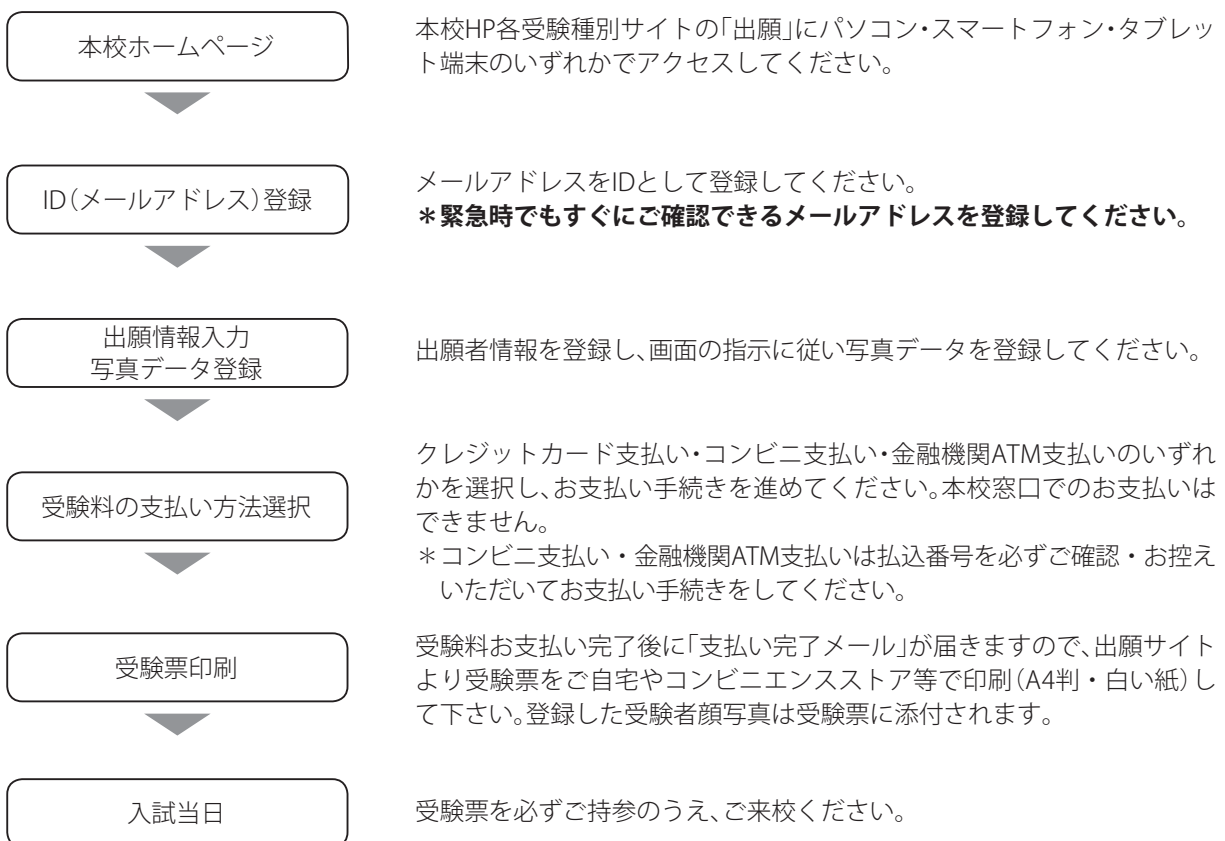 本校ホームページ
本校HP各受験種別サイトの「出願」にパソコン・スマートフォン・タブレッ
ト端末のいずれかでアクセスしてください。
ID（メールアドレス）登録
メールアドレスをIDとして登録してください。
＊緊急時でもすぐにご確認できるメールアドレスを登録してください。
出願情報入力
写真データ登録
出願者情報を登録し、画面の指示に従い写真データを登録してください。
受験料の支払い方法選択
クレジットカード支払い・コンビニ支払い・金融機関ATM支払いのいずれ
かを選択し、お支払い手続きを進めてください。本校窓口でのお支払いは
できません。
＊コンビニ支払い・金融機関ATM支払いは払込番号を必ずご確認・お控え
いただいてお支払い手続きをしてください。
受験票印刷
受験料お支払い完了後に「支払い完了メール」が届きますので、出願サイト
より受験票をご自宅やコンビニエンスストア等で印刷（A4判・白い紙）し
て下さい。登録した受験者顔写真は受験票に添付されます。
入試当日
受験票を必ずご持参のうえ、ご来校ください。